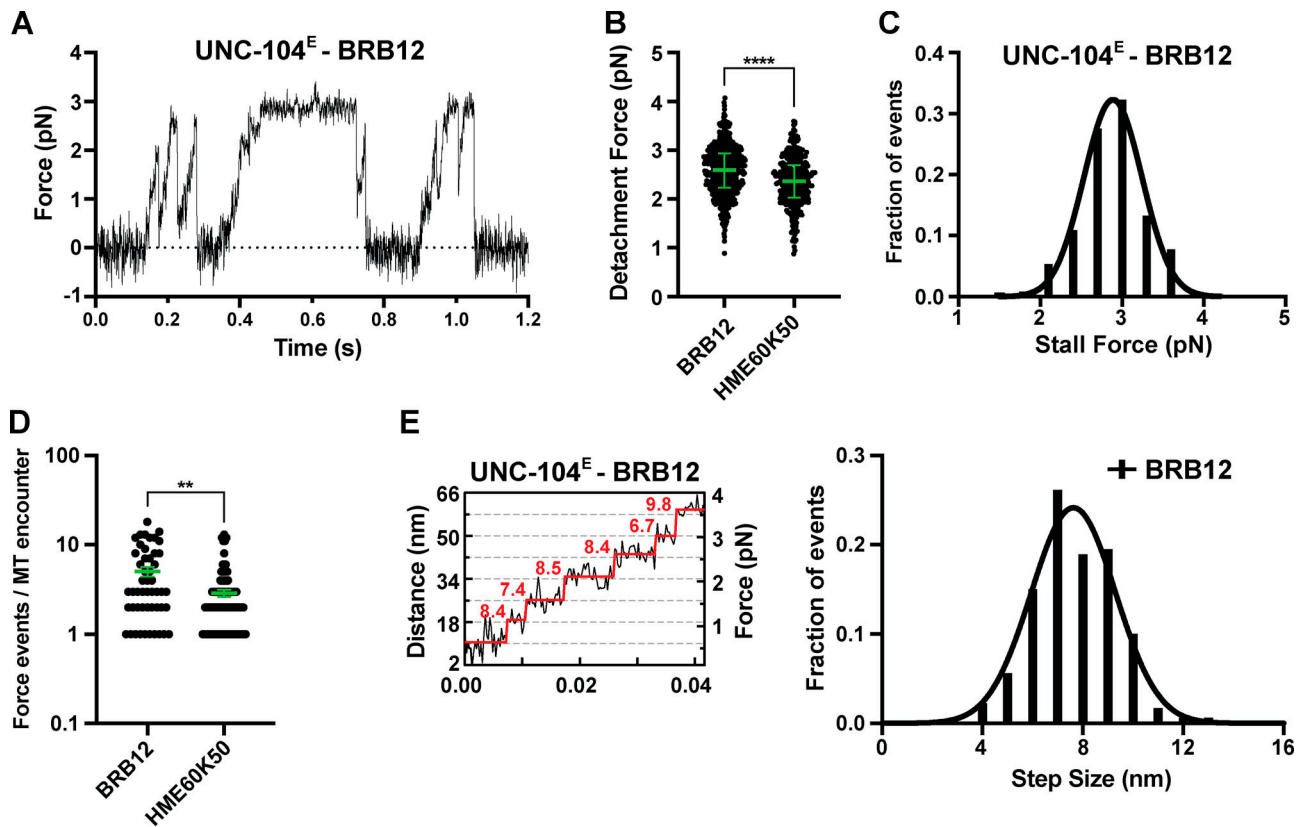 A
UNC-104E - BRB12
Force (pN)
4
3
2
1
0
-1
0.0 0.2 0.4 0.6 0.8 1.0 1.2
Time (s)
B
****
Detachment Force (pN)
5
4
3
2
1
0
BRB12
HME60K50
C
UNC-104E - BRB12
Fraction of events
0.4
0.3
0.2
0.1
0.0
1 2 3 4 5
Stall Force (pN)
D
**
Force events / MT encounter
100
10
1
0.1
BRB12
HME60K50
E
UNC-104E - BRB12
Distance (nm)
66
50
34
18
2
8.4
7.4
8.5
8.4
6.7
9.8
4
3
2
1
Force (pN)
0.00 0.02 0.04
BRB12
Fraction of events
0.3
0.2
0.1
0.0
0 4 8 12 16
Step Size (nm)